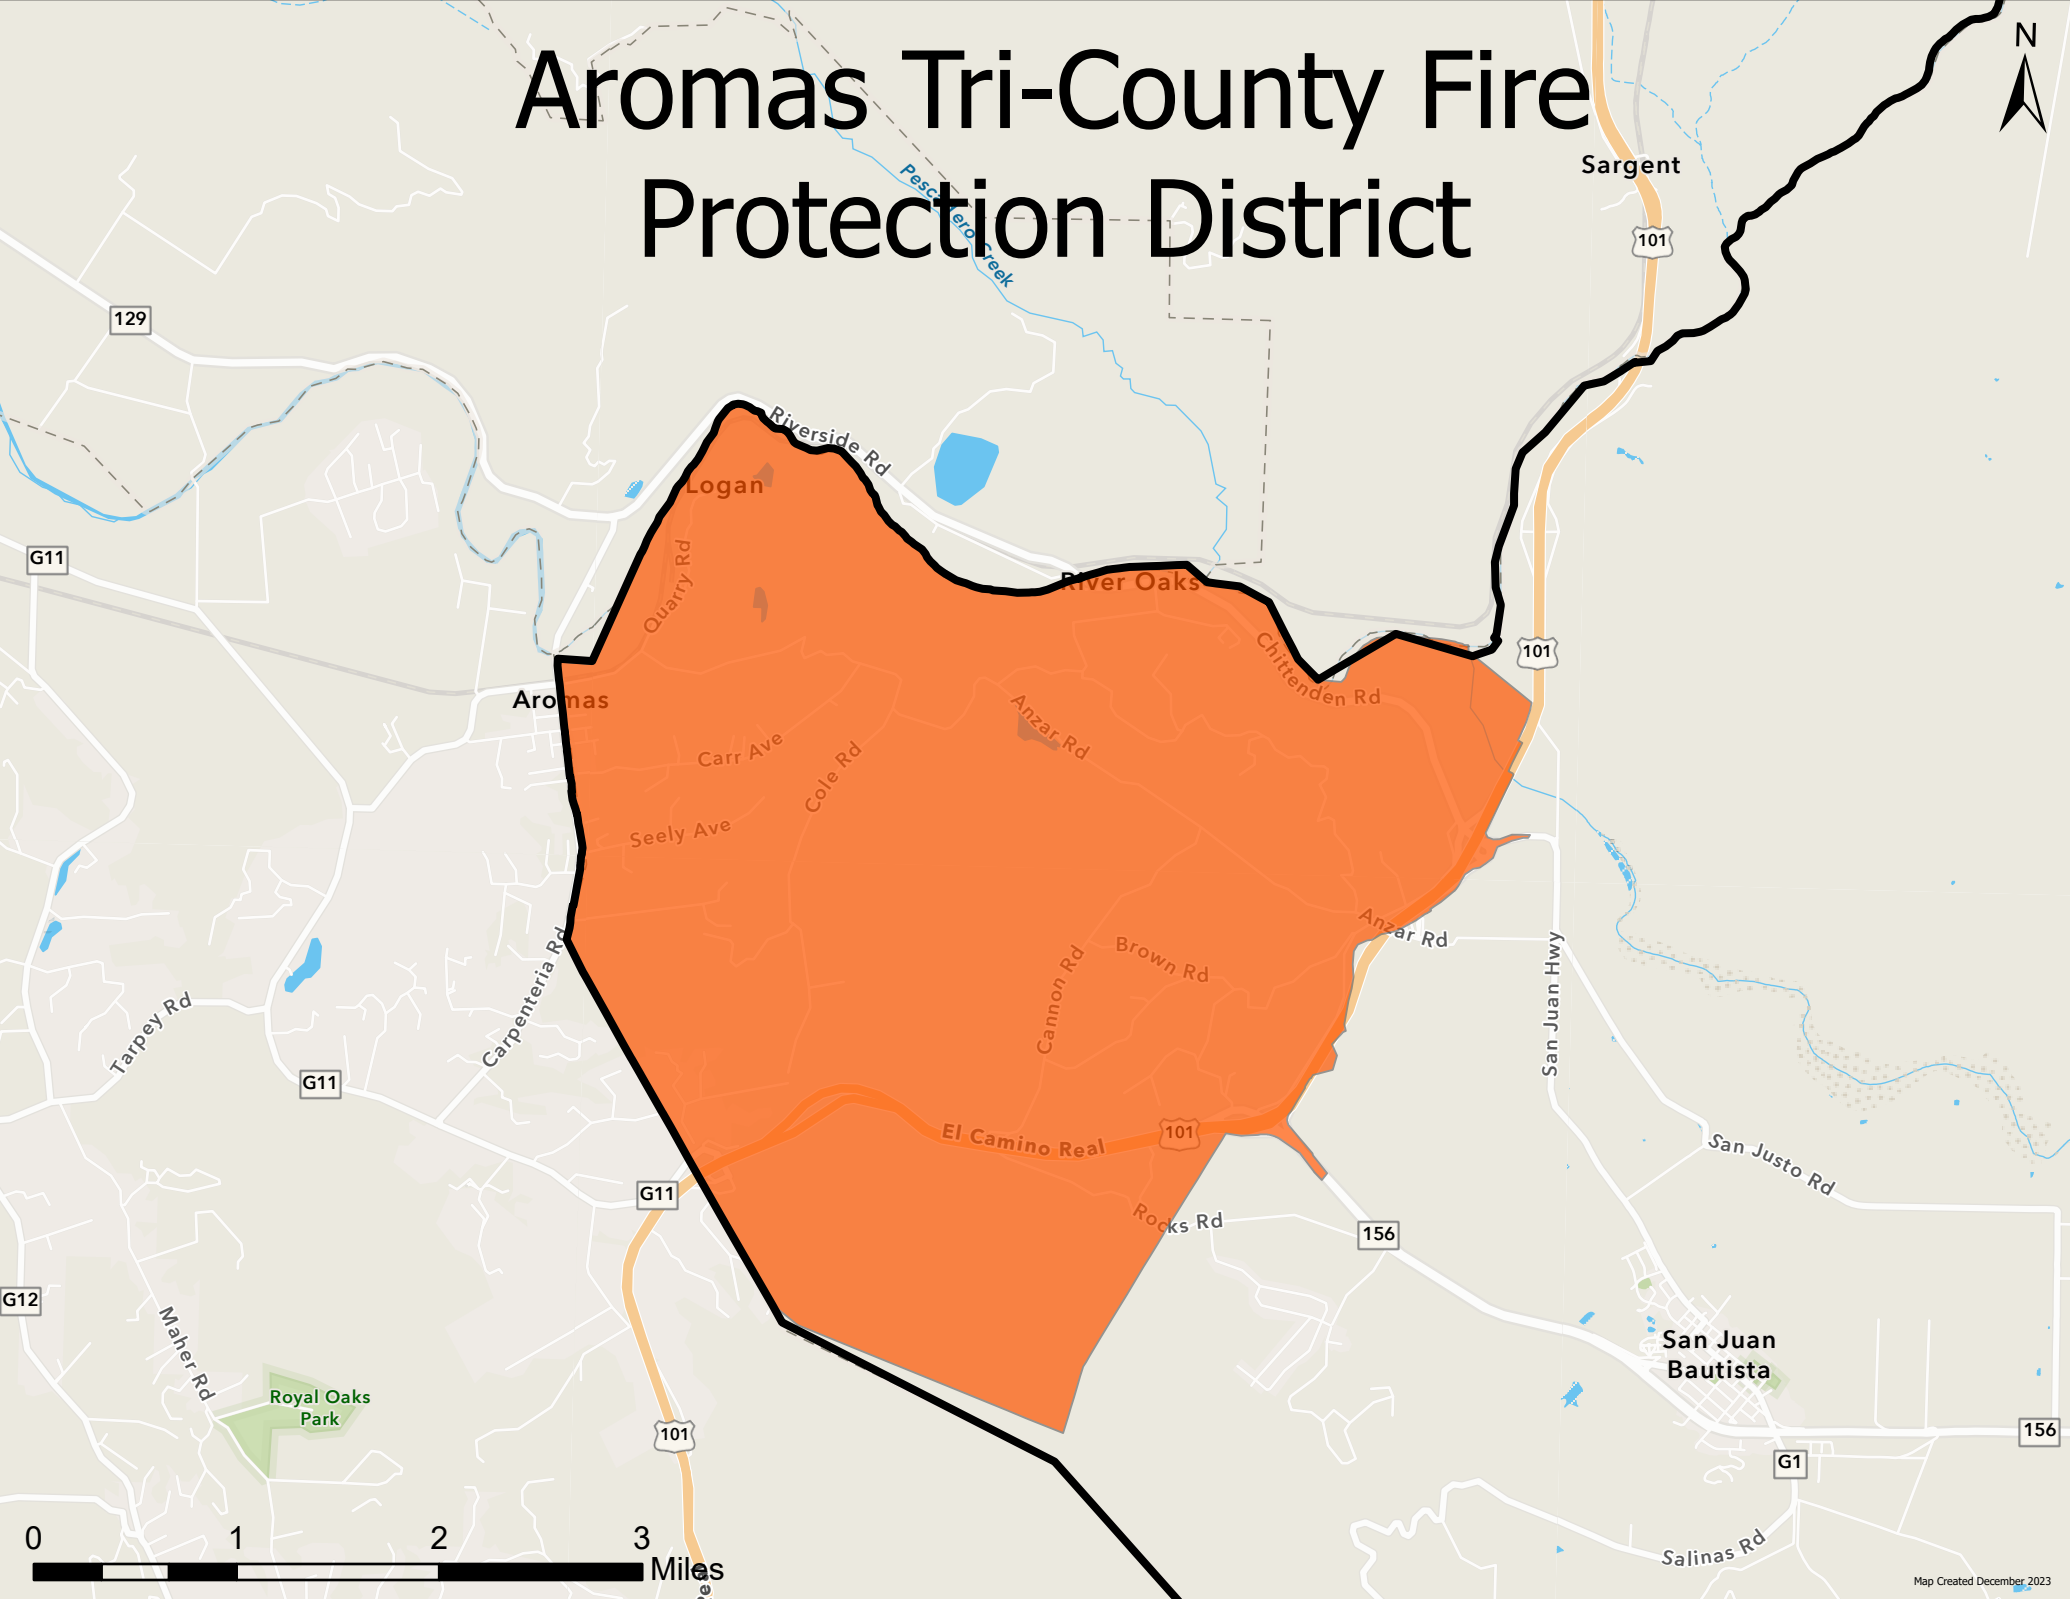 Aromas Tri-County Fire
Protection District
N
Sargent
Pescadero Creek
101
129
Riverside Rd
Logan
G11
Quarry Rd
River Oaks
Chittenden Rd
101
Aromas
Anzar Rd
Carr Ave
Cole Rd
Seely Ave
Anzar Rd
Brown Rd
Cannon Rd
Carpenteria Rd
San Juan Hwy
Tarpey Rd
G11
El Camino Real
101
San Justo Rd
G11
Rocks Rd
156
G12
Maher Rd
San Juan
Bautista
Royal Oaks
Park
101
156
G1
0 1 2 3
Miles
Salinas Rd
Map Created December 2023